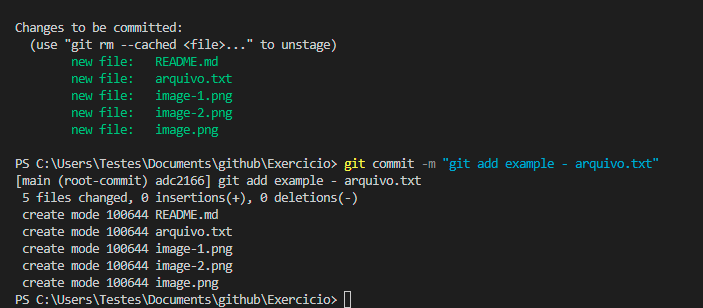 Changes to be committed:
  (use "git rm --cached <file>..." to unstage)
        new file:   README.md
        new file:   arquivo.txt
        new file:   image-1.png
        new file:   image-2.png
        new file:   image.png
PS C:\Users\Testes\Documents\github\Exercicio> git commit -m "git add example - arquivo.txt"
[main (root-commit) adc2166] git add example - arquivo.txt
 5 files changed, 0 insertions(+), 0 deletions(-)
 create mode 100644 README.md
 create mode 100644 arquivo.txt
 create mode 100644 image-1.png
 create mode 100644 image-2.png
 create mode 100644 image.png
PS C:\Users\Testes\Documents\github\Exercicio>